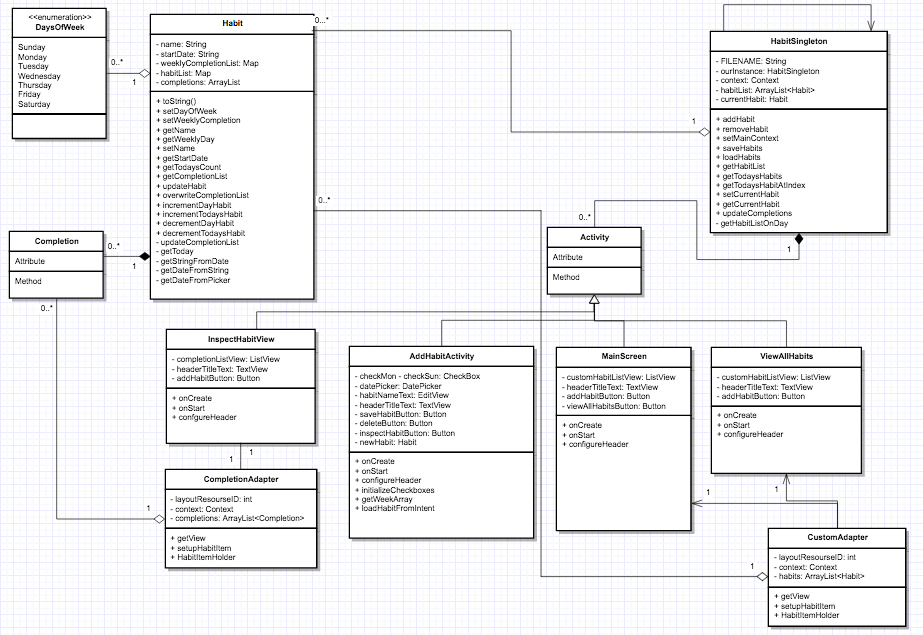 <<enumeration>>
DaysOfWeek
Sunday
Monday
Tuesday
Wednesday
Thursday
Friday
Saturday
0..*
1
Habit
- name: String
- startDate: String
- weeklyCompletionList: Map
- habitList: Map
- completions: ArrayList
+ toString()
+ setDayOfWeek
+ setWeeklyCompletion
+ getName
+ getWeeklyDay
+ setName
+ getStartDate
+ getTodaysCount
+ getCompletionList
+ updateHabit
+ overwriteCompletionList
+ incrementDayHabit
+ incrementTodaysHabit
+ decrementDayHabit
+ decrementTodaysHabit
- updateCompletionList
- getToday
- getStringFromDate
- getDateFromString
- getDateFromPicker
0...*
0..*
HabitSingleton
- FILENAME: String
- ourInstance: HabitSingleton
- context: Context
- habitList: ArrayList<Habit>
- currentHabit: Habit
+ addHabit
+ removeHabit
+ setMainContext
+ saveHabits
+ loadHabits
+ getHabitList
+ getTodaysHabits
+ getTodaysHabitAtIndex
+ setCurrentHabit
+ getCurrentHabit
+ updateCompletions
- getHabitListOnDay
1
1
0..*
Completion
Attribute
Method
0..*
1
0..*
Activity
Attribute
Method
InspectHabitView
- completionListView: ListView
- headerTitleText: TextView
- addHabitButton: Button
+ onCreate
+ onStart
+ confgureHeader
1
1
CompletionAdapter
- layoutResourseID: int
- context: Context
- completions: ArrayList<Completion>
+ getView
+ setupHabitItem
+ HabitItemHolder
1
AddHabitActivity
- checkMon - checkSun: CheckBox
- datePicker: DatePicker
- habitNameText: EditView
- headerTitleText: TextView
- saveHabitButton: Button
- deleteButton: Button
- inspectHabitButton: Button
- newHabit: Habit
+ onCreate
+ onStart
+ configureHeader
+ initializeCheckboxes
+ getWeekArray
+ loadHabitFromIntent
MainScreen
- customHabitListView: ListView
- headerTitleText: TextView
- addHabitButton: Button
- viewAllHabitsButton: Button
+ onCreate
+ onStart
+ configureHeader
ViewAllHabits
- customHabitListView: ListView
- headerTitleText: TextView
- addHabitButton: Button
+ onCreate
+ onStart
+ configureHeader
1
1
CustomAdapter
- layoutResourseID: int
- context: Context
- habits: ArrayList<Habit>
+ getView
+ setupHabitItem
+ HabitItemHolder
1